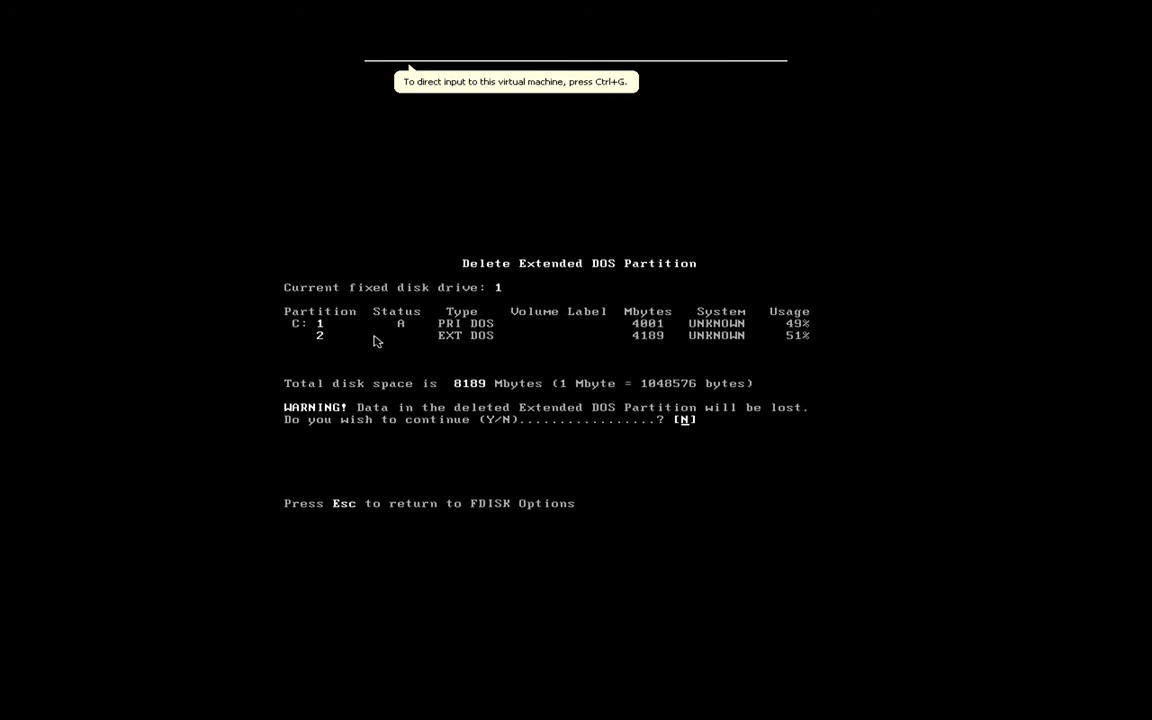 To direct input to this virtual machine, press Ctrl+G.
Delete Extended DOS Partition
Current fixed disk drive: 1
Partition Status Type Volume Label Mbytes System Usage
C: 1 A PRI DOS 4001 UNKNOWN 49%
2 EXT DOS 4189 UNKNOWN 51%
Total disk space is 8189 Mbytes (1 Mbyte = 1048576 bytes)
WARNING! Data in the deleted Extended DOS Partition will be lost.
Do you wish to continue (Y/N).................? [N]
Press Esc to return to FDISK Options